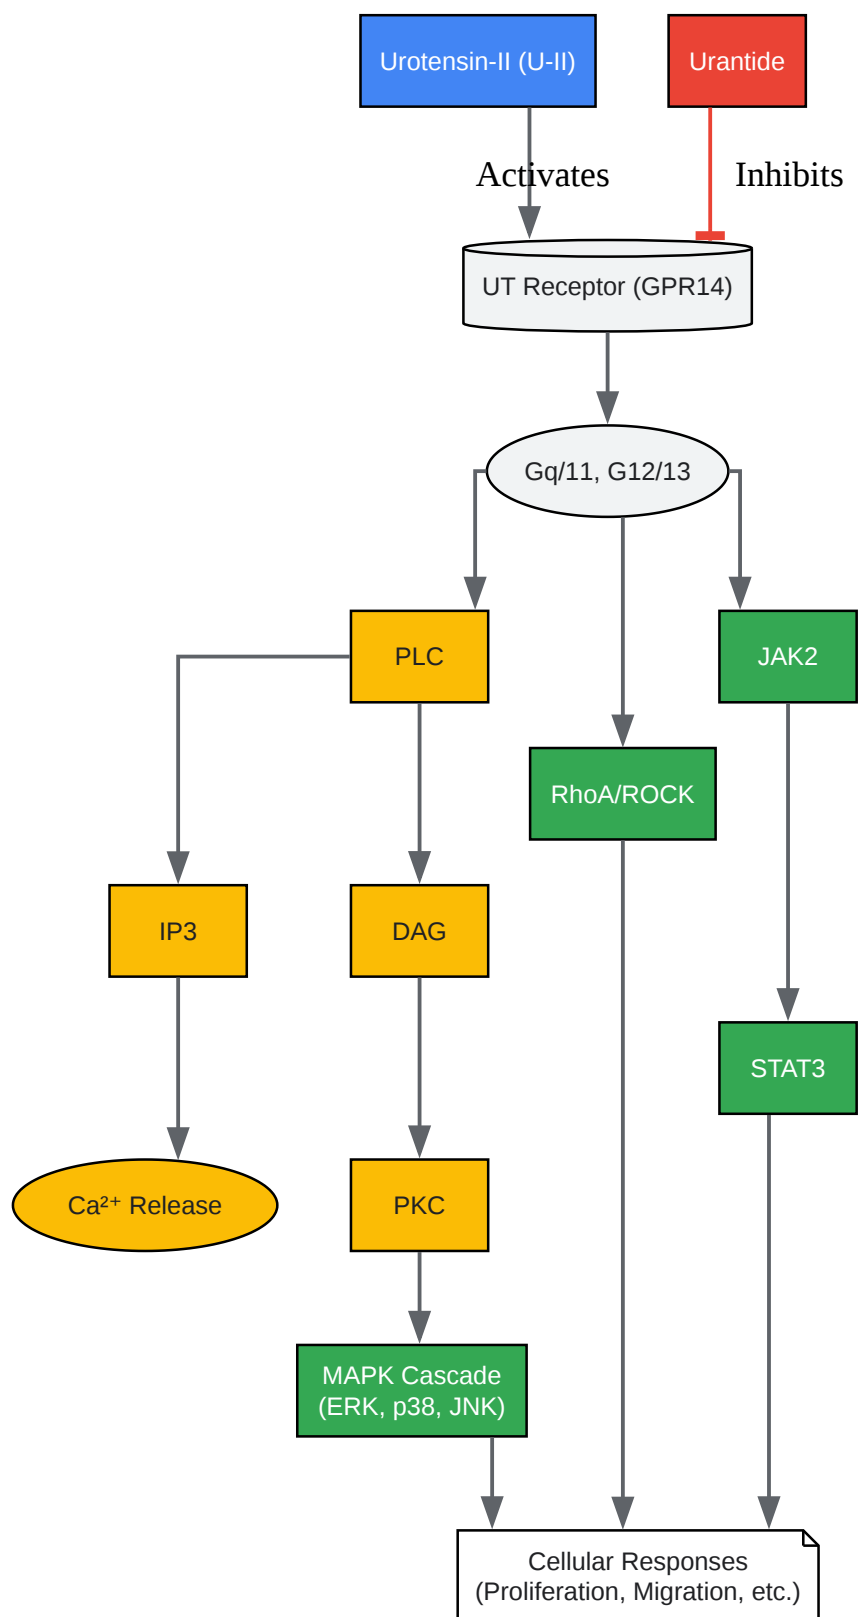 Urotensin-II (U-II)
Urantide
Activates
Inhibits
UT Receptor (GPR14)
Gq/11, G12/13
PLC
JAK2
RhoA/ROCK
IP3
DAG
STAT3
Ca²⁺ Release
PKC
MAPK Cascade
(ERK, p38, JNK)
Cellular Responses
(Proliferation, Migration, etc.)